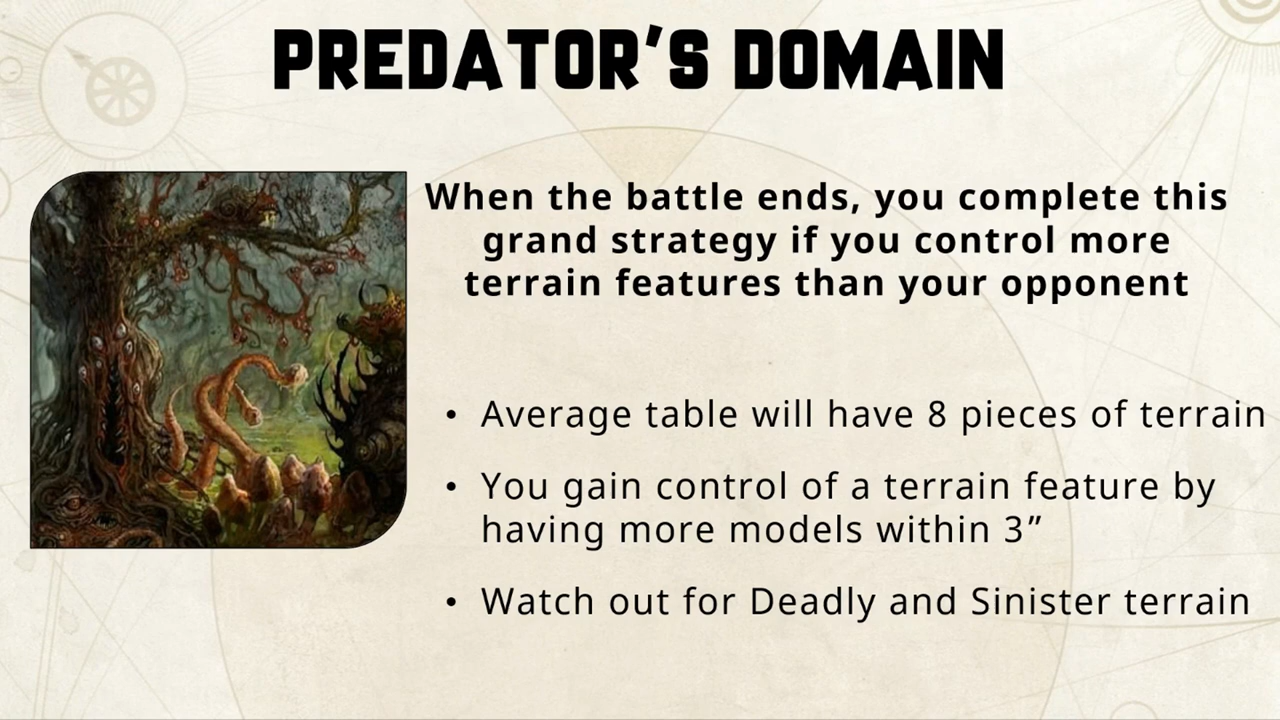 PREDATOR'S DOMAIN
When the battle ends, you complete this
grand strategy if you control more
terrain features than your opponent
• Average table will have 8 pieces of terrain
• You gain control of a terrain feature by
having more models within 3”
• Watch out for Deadly and Sinister terrain